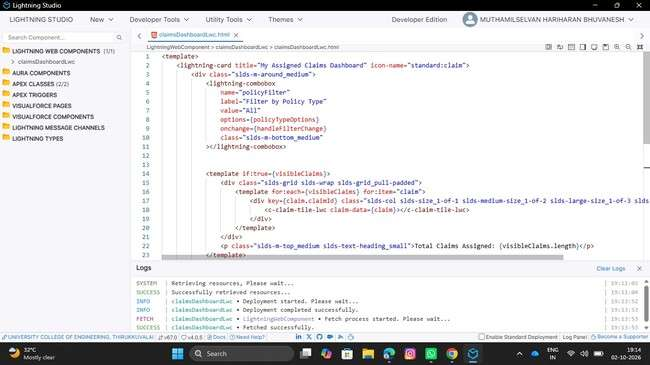 Lightning Studio
LIGHTNING STUDIO New Developer Tools Utility Tools Themes Developer Edition MUTHAMILSELVAN HARIHARAN BHUVANESH
Search Component...
LIGHTNING WEB COMPONENTS (1/1)
claimsDashboardLwc
AURA COMPONENTS
APEX CLASSES (2/2)
APEX TRIGGERS
VISUALFORCE PAGES
VISUALFORCE COMPONENTS
LIGHTNING MESSAGE CHANNELS
LIGHTNING TYPES
claimsDashboardLwc.html
LightningWebComponent > claimsDashboardLwc > claimsDashboardLwc.html
1 <template>
2 <lightning-card title="My Assigned Claims Dashboard" icon-name="standard:claim">
3 <div class="slds-m-around_medium">
4 <lightning-combobox
5 name="policyFilter"
6 label="Filter by Policy Type"
7 value="All"
8 options={policyTypeOptions}
9 onchange={handleFilterChange}
10 class="slds-m-bottom_medium"
11 ></lightning-combobox>
12
13
14 <template if:true={visibleClaims}>
15 <div class="slds-grid slds-wrap slds-grid_pull-padded">
16 <template for:each={visibleClaims} for:item="claim">
17 <div key={claim.claimId} class="slds-col slds-size_1-of-1 slds-medium-size_1-of-2 slds-large-size_1-of-3 slds
18 <c-claim-tile-lwc claim-data={claim}></c-claim-tile-lwc>
19 </div>
20 </template>
21 </div>
22 <p class="slds-m-top_medium slds-text-heading_small">Total Claims Assigned: {visibleClaims.length}</p>
23 </template>
Logs Clear Logs
SYSTEM | Retrieving resources, Please wait... | 19:13:02
SUCCESS | Successfully retrieved resources. | 19:13:04
INFO | claimsDashboardLwc • Deployment started. Please wait... | 19:13:52
INFO | claimsDashboardLwc • Deployment completed successfully. | 19:13:53
FETCH | claimsDashboardLwc • LightningWebComponent • Fetch process started. Please wait... | 19:13:53
SUCCESS | claimsDashboardLwc • Fetched successfully. | 19:13:53
UNIVERSITY COLLEGE OF ENGINEERING, THIRUKKUVALAI v67.0 v4.0.5 Docs Need Help? Enable Standard Deployment Log Panel Become a Supporter
32°C
Mostly clear
Search
ENG
IN
19:14
02-10-2026